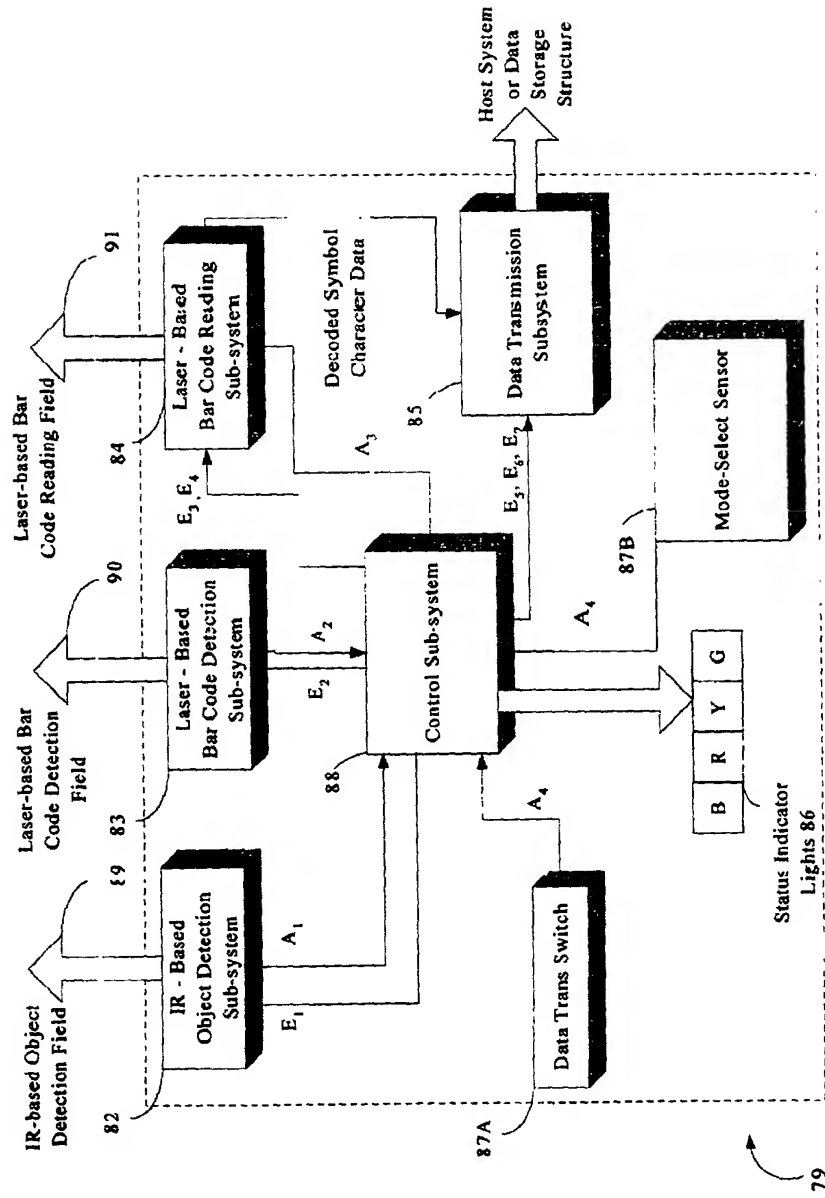 IR-based Object
Detection Field
89
Laser-based Bar
Code Detection
Field
90
Laser-based Bar
Code Reading Field
91
82
IR - Based
Object Detection
Sub-system
83
Laser - Based
Bar Code Detection
Sub-system
84
Laser - Based
Bar Code Reading
Sub-system
E1
A1
E2
A2
E3, E4
A3
Decoded Symbol
Character Data
88
Control Sub-system
85
Data Transmission
Subsystem
Host System
or Data
Storage
Structure
E5, E6, E7
87A
Data Trans Switch
A4
A4
87B
Mode-Select Sensor
B R Y G
Status Indicator
Lights 86
79